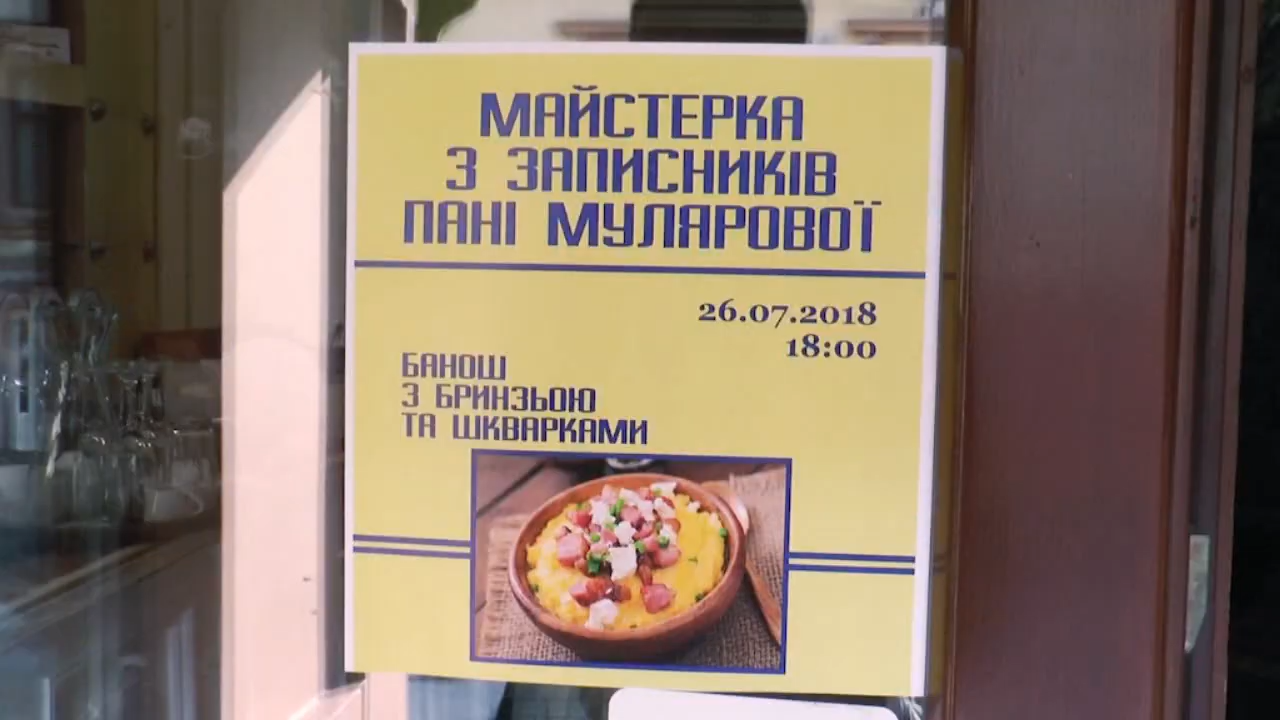 МАЙСТЕРКА
З ЗАПИСНИКІВ
ПАНІ МУЛЯРОВОЇ
26.07.2018
18:00
БАНОШ
З БРИНЗЬОЮ
ТА ШКВАРКАМИ